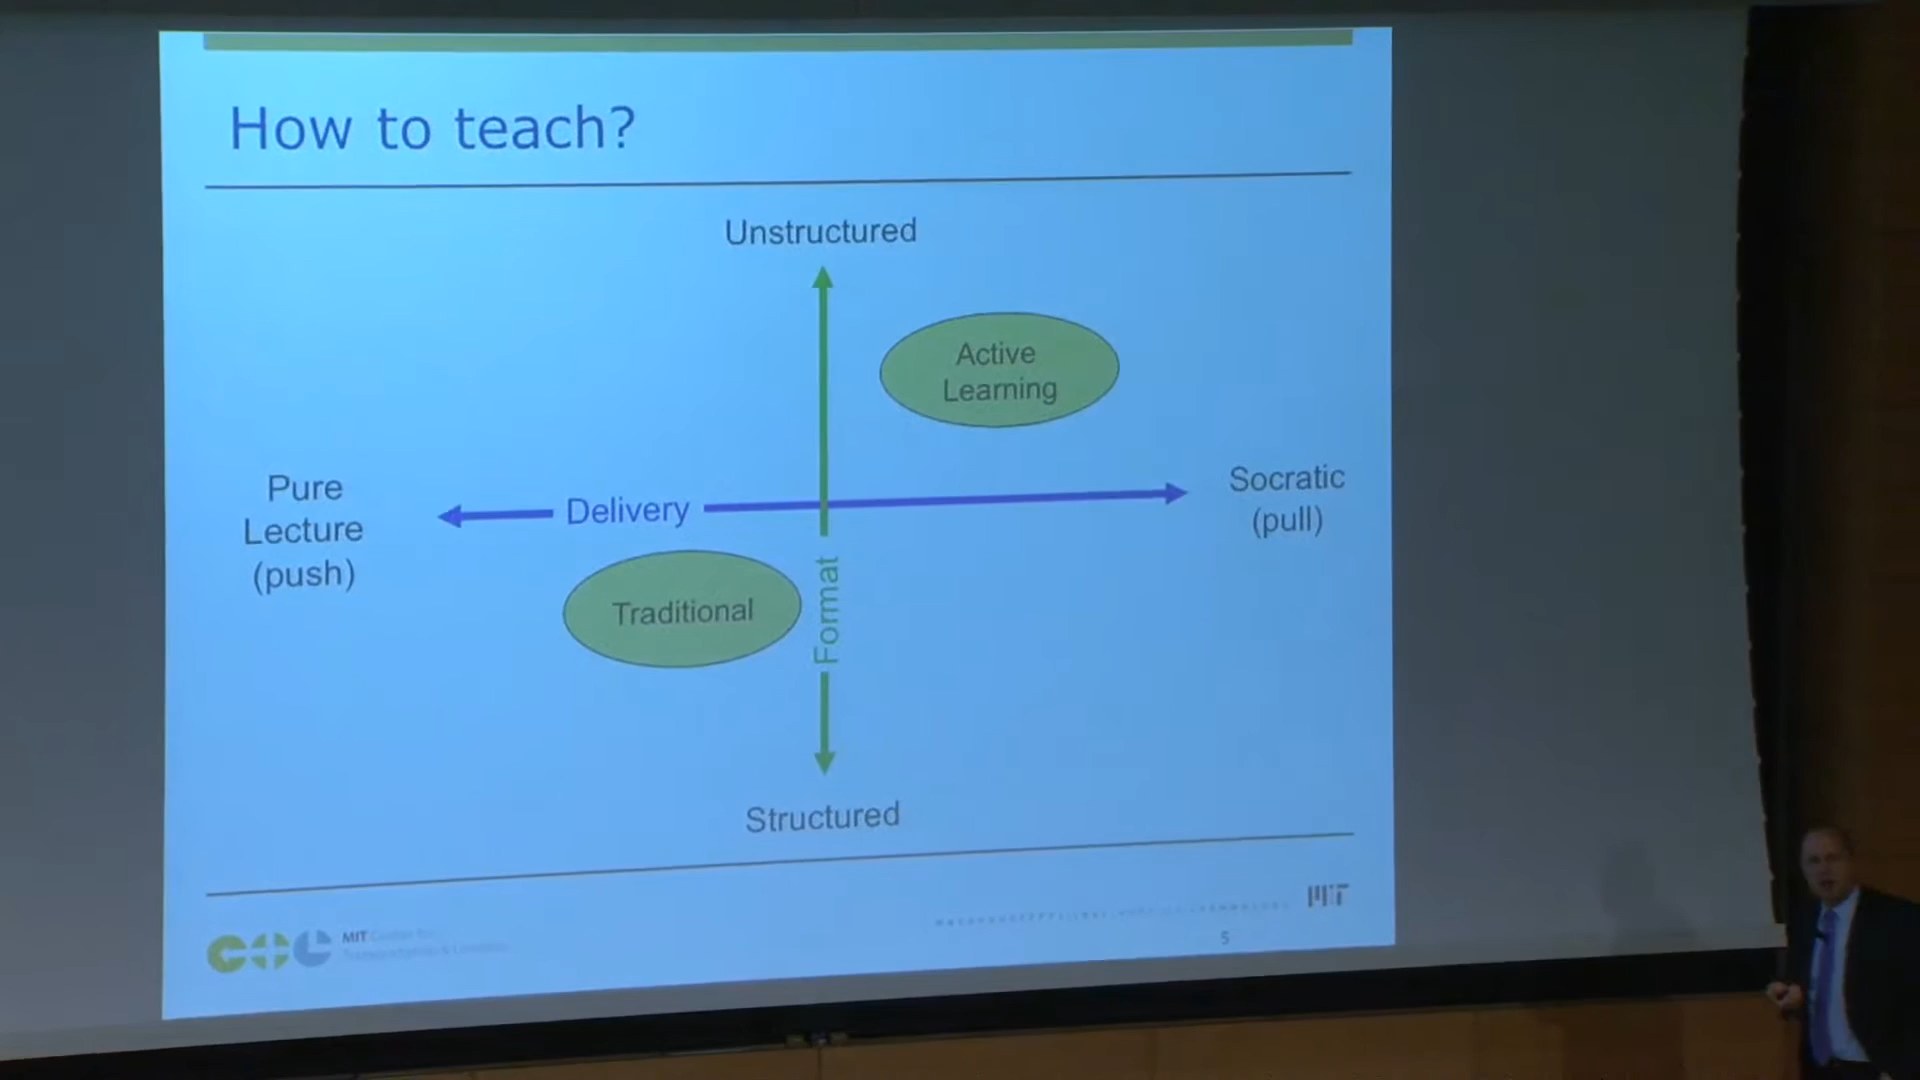 How to teach?
Unstructured
Active
Learning
Pure
Lecture
(push)
Delivery
Socratic
(pull)
Format
Traditional
Structured
MIT Center for
Transportation & Logistics
MIT
5